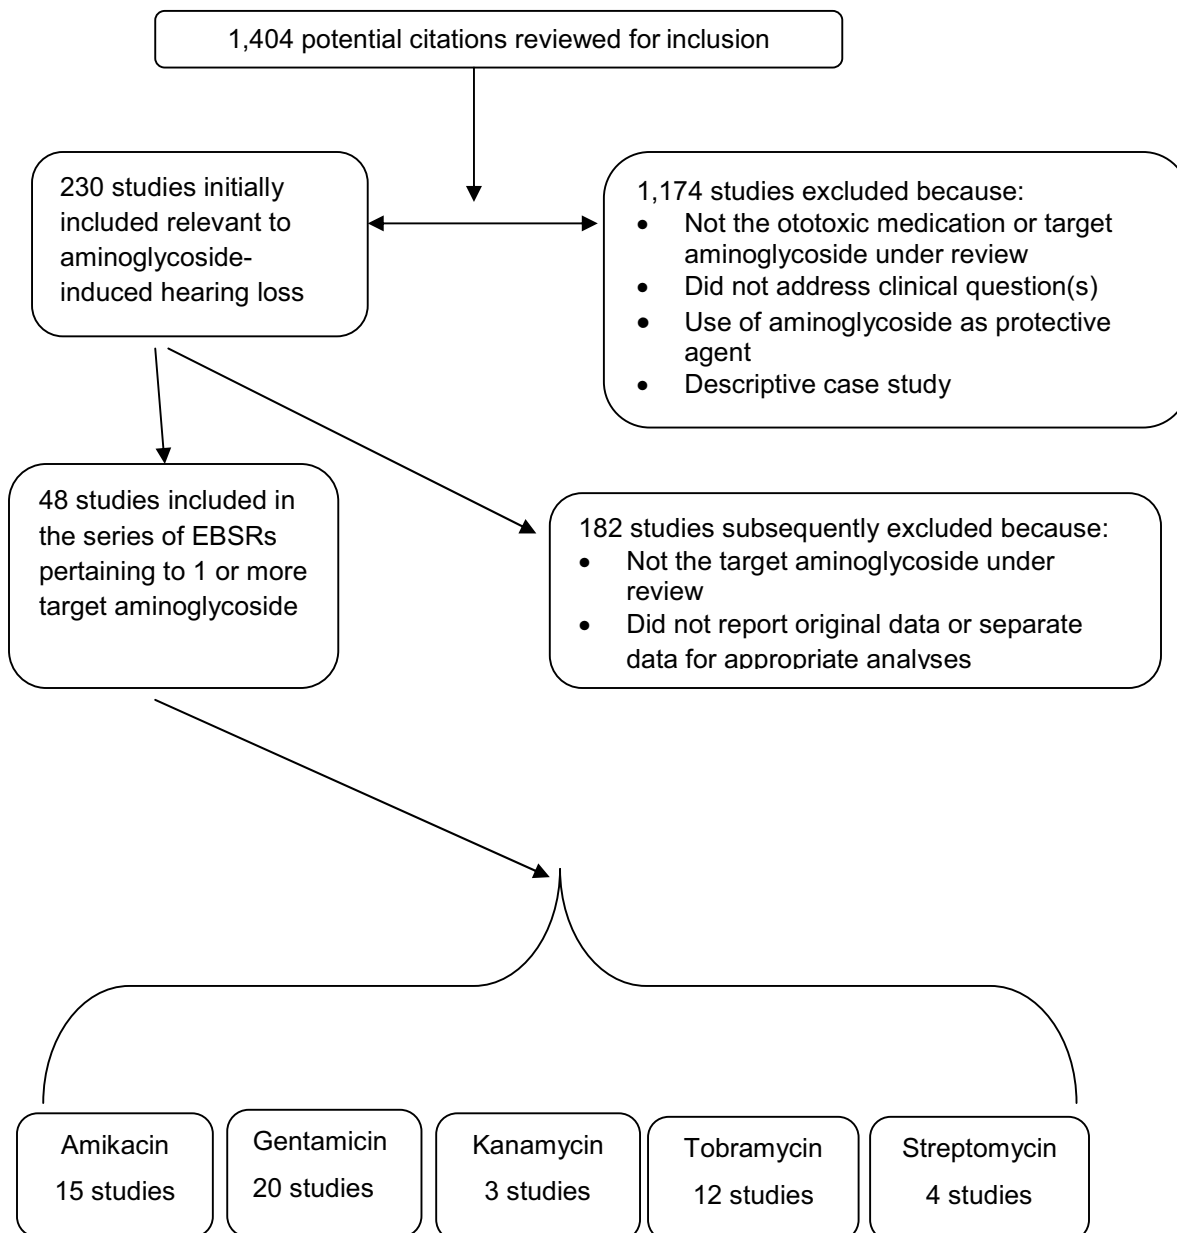 1,404 potential citations reviewed for inclusion
230 studies initially
included relevant to
aminoglycoside-
induced hearing loss
1,174 studies excluded because:
• Not the ototoxic medication or target
aminoglycoside under review
• Did not address clinical question(s)
• Use of aminoglycoside as protective
agent
• Descriptive case study
48 studies included in
the series of EBSRs
pertaining to 1 or more
target aminoglycoside
182 studies subsequently excluded because:
• Not the target aminoglycoside under
review
• Did not report original data or separate
data for appropriate analyses
Amikacin
15 studies
Gentamicin
20 studies
Kanamycin
3 studies
Tobramycin
12 studies
Streptomycin
4 studies